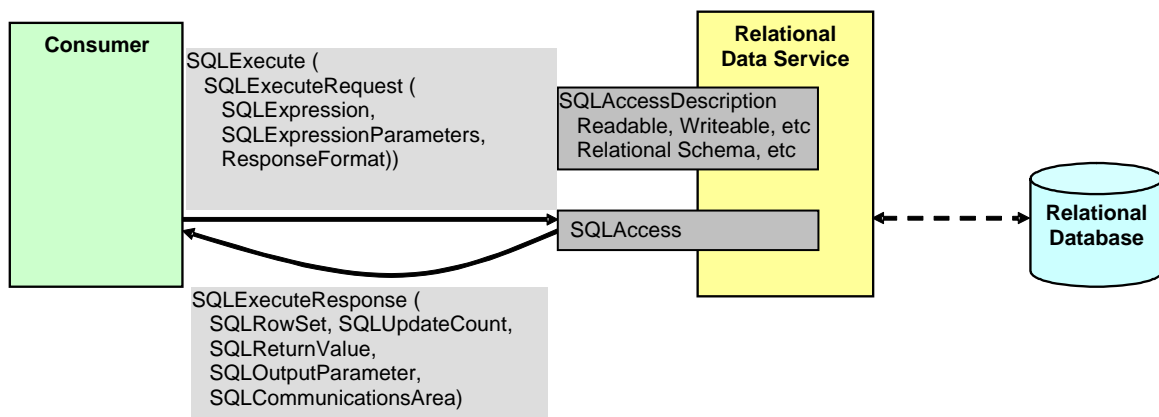 Consumer
SQLExecute (
SQLExecuteRequest (
SQLExpression,
SQLExpressionParameters,
ResponseFormat))
Relational
Data Service
SQLAccessDescription
Readable, Writeable, etc
Relational Schema, etc
SQLAccess
Relational
Database
SQLExecuteResponse (
SQLRowSet, SQLUpdateCount,
SQLReturnValue,
SQLOutputParameter,
SQLCommunicationsArea)